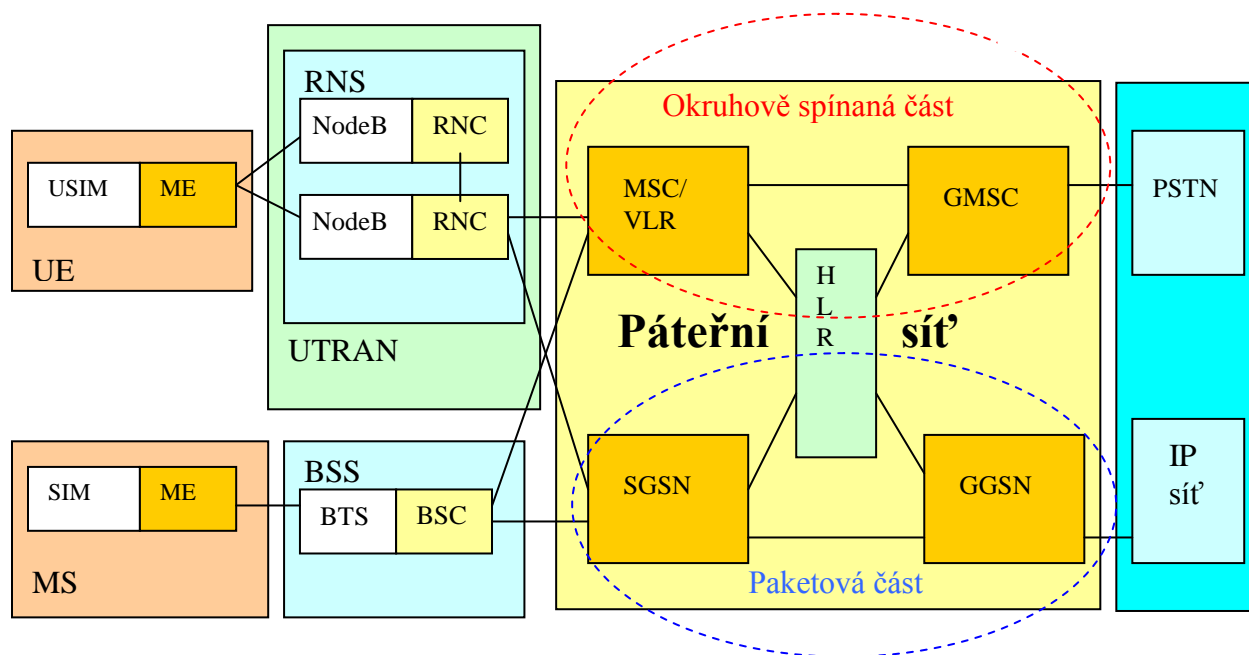 RNS
NodeB
RNC
NodeB
RNC
UTRAN
USIM
ME
UE
SIM
ME
MS
BSS
BTS
BSC
Okruhově spínaná část
MSC/
VLR
GMSC
H
L
R
Páteřní síť
SGSN
GGSN
Paketová část
PSTN
IP
síť